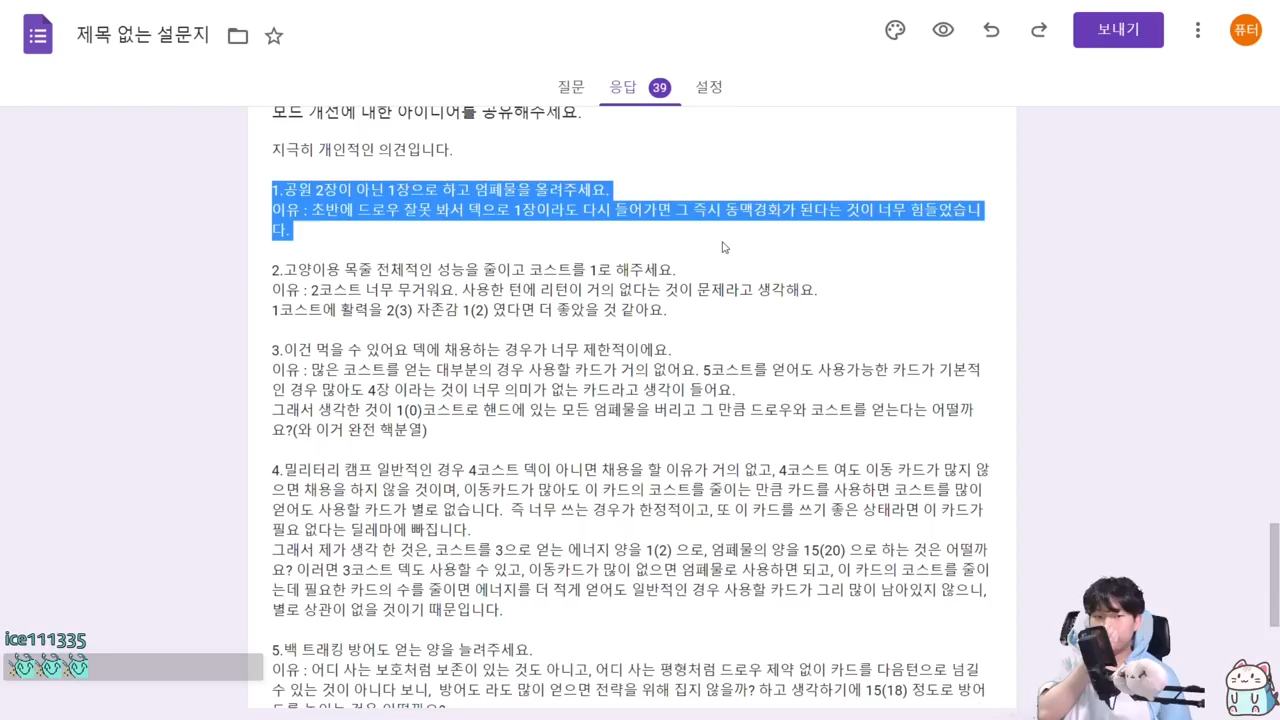 제목 없는 설문지
보내기
퓨터
질문
응답 39
설정
모드 개선에 대한 아이디어를 공유해주세요.
지극히 개인적인 의견입니다.
1.공원 2장이 아닌 1장으로 하고 엄폐물을 올려주세요.
이유 : 초반에 드로우 잘못 봐서 덱으로 1장이라도 다시 들어가면 그 즉시 동맥경화가 된다는 것이 너무 힘들었습니
다.
2.고양이용 목줄 전체적인 성능을 줄이고 코스트를 1로 해주세요.
이유 : 2코스트 너무 무거워요. 사용한 턴에 리턴이 거의 없다는 것이 문제라고 생각해요.
1코스트에 활력을 2(3) 자존감 1(2) 였다면 더 좋았을 것 같아요.
3.이건 먹을 수 있어요 덱에 채용하는 경우가 너무 제한적이에요.
이유 : 많은 코스트를 얻는 대부분의 경우 사용할 카드가 거의 없어요. 5코스트를 얻어도 사용가능한 카드가 기본적
인 경우 많아도 4장 이라는 것이 너무 의미가 없는 카드라고 생각이 들어요.
그래서 생각한 것이 1(0)코스트로 핸드에 있는 모든 엄폐물을 버리고 그 만큼 드로우와 코스트를 얻는다는 어떨까
요?(와 이거 완전 핵분열)
4.밀리터리 캠프 일반적인 경우 4코스트 덱이 아니면 채용을 할 이유가 거의 없고, 4코스트 여도 이동 카드가 많지 않
으면 채용을 하지 않을 것이며, 이동카드가 많아도 이 카드의 코스트를 줄이는 만큼 카드를 사용하면 코스트를 많이
얻어도 사용할 카드가 별로 없습니다. 즉 너무 쓰는 경우가 한정적이고, 또 이 카드를 쓰기 좋은 상태라면 이 카드가
필요 없다는 딜레마에 빠집니다.
그래서 제가 생각 한 것은, 코스트를 3으로 얻는 에너지 양을 1(2) 으로, 엄폐물의 양을 15(20) 으로 하는 것은 어떨까
요? 이러면 3코스트 덱도 사용할 수 있고, 이동카드가 많이 없으면 엄폐물로 사용하면 되고, 이 카드의 코스트를 줄이
는데 필요한 카드의 수를 줄이면 에너지를 더 적게 얻어도 일반적인 경우 사용할 카드가 그리 많이 남아있지 않으니,
별로 상관이 없을 것이기 때문입니다.
5.백 트래킹 방어도 얻는 양을 늘려주세요.
이유 : 어디 사는 보호처럼 보존이 있는 것도 아니고, 어디 사는 평형처럼 드로우 제약 없이 카드를 다음턴으로 넘길
수 있는 것이 아니다 보니, 방어도 라도 많이 얻으면 전략을 위해 집지 않을까? 하고 생각하기에 15(18) 정도로 방어
도를 높이는 것은 어떨까요?
ice111335